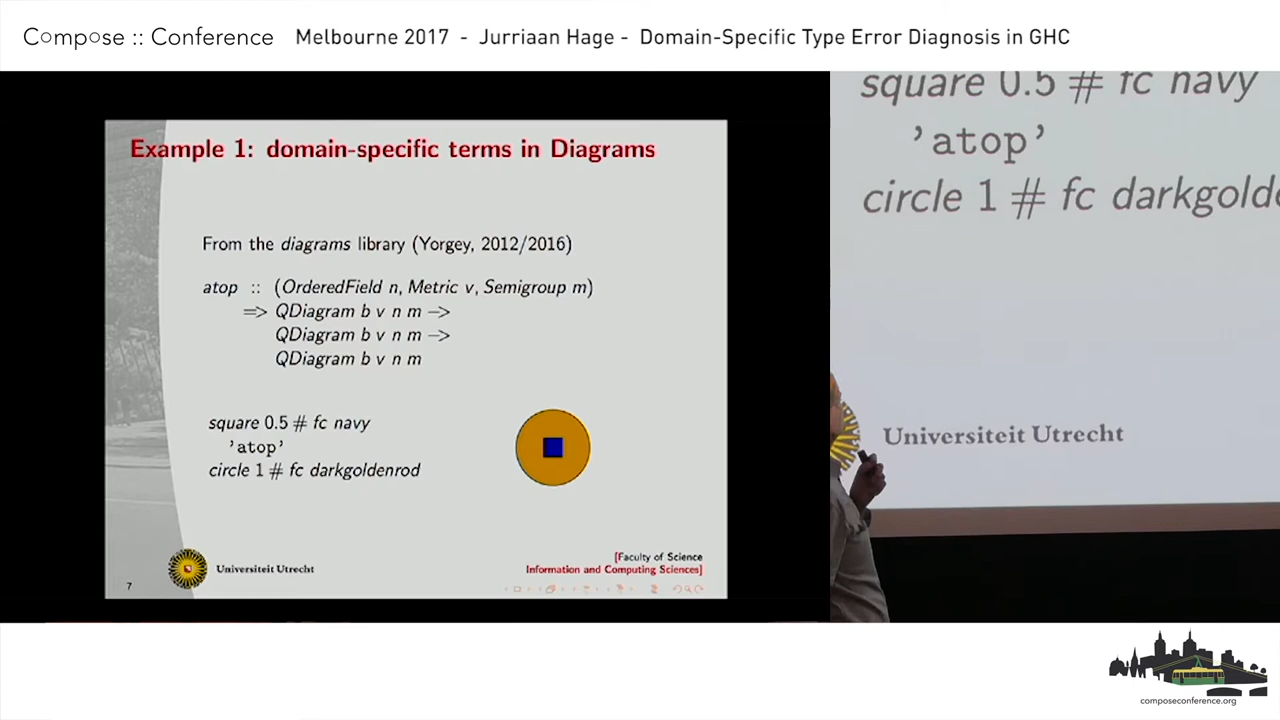 Compose :: Conference Melbourne 2017 - Jurriaan Hage - Domain-Specific Type Error Diagnosis in GHC
Example 1: domain-specific terms in Diagrams
From the diagrams library (Yorgey, 2012/2016)
atop :: (OrderedField n, Metric v, Semigroup m)
=> QDiagram b v n m ->
QDiagram b v n m ->
QDiagram b v n m
square 0.5 # fc navy
'atop'
circle 1 # fc darkgoldenrod
Universiteit Utrecht
[Faculty of Science
Information and Computing Sciences]
7
square 0.5 # fc navy
'atop'
circle 1 # fc darkgolde
Universiteit Utrecht
composeconference.org